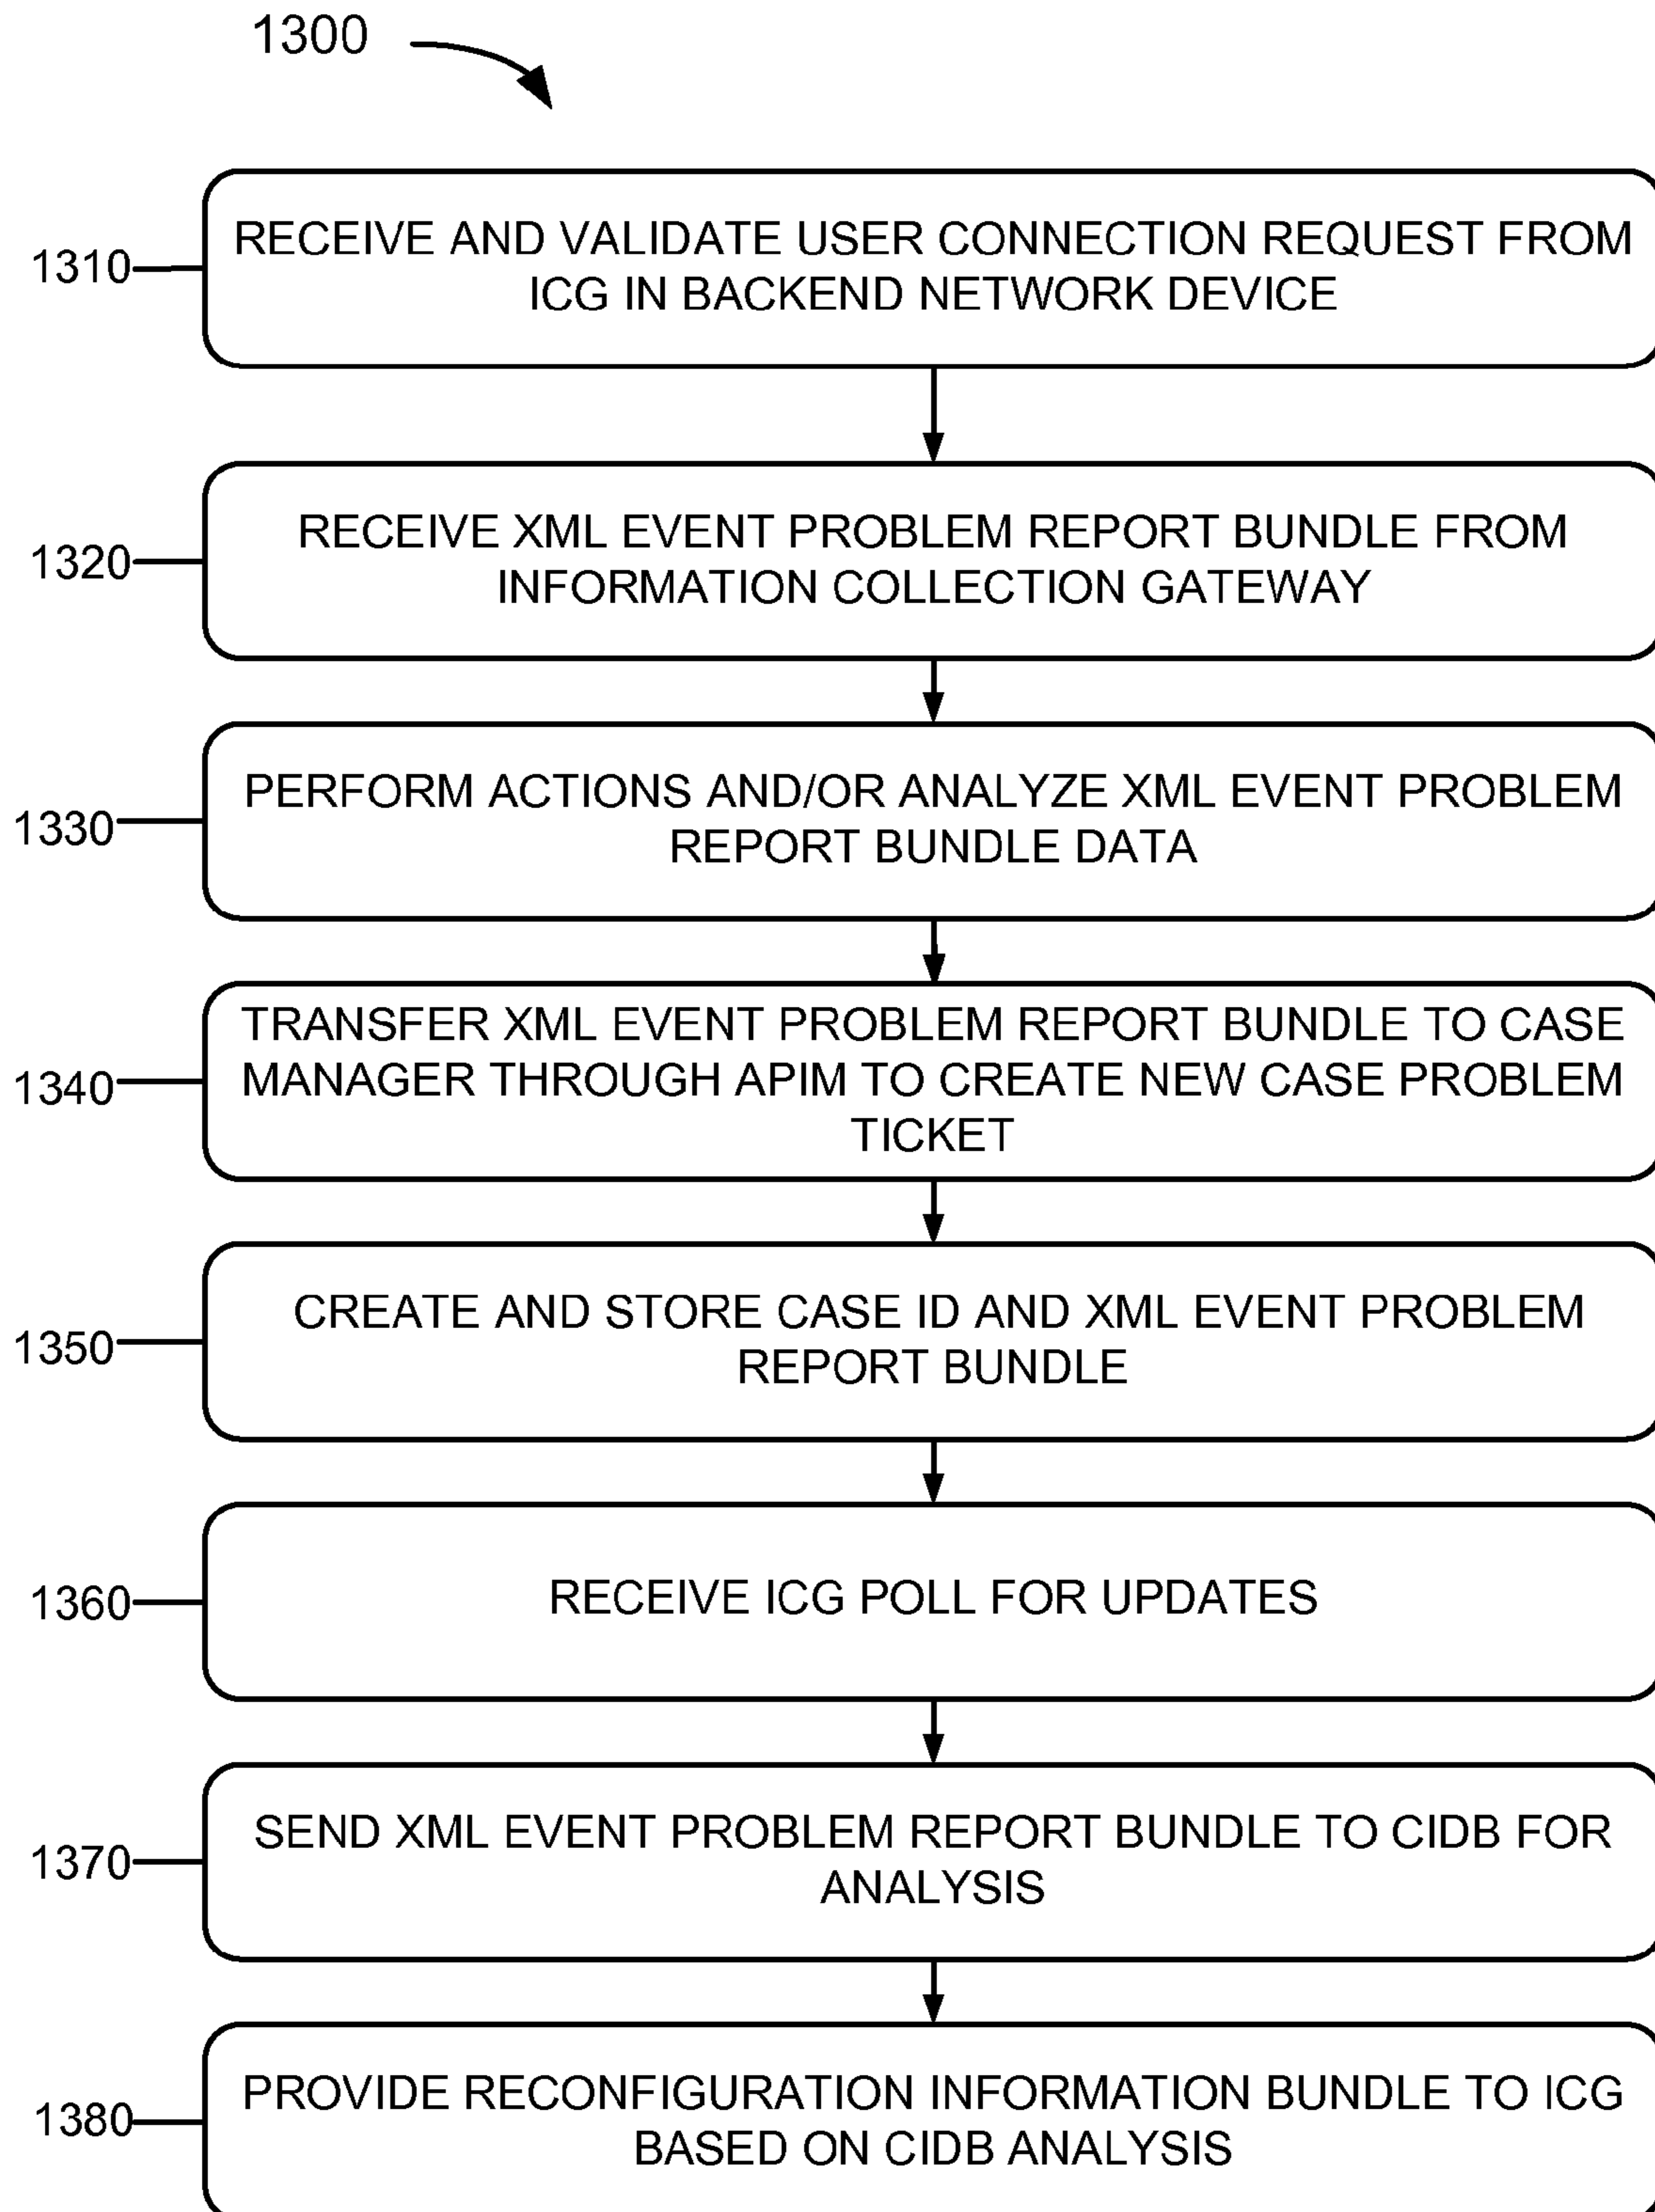 1300
1310
RECEIVE AND VALIDATE USER CONNECTION REQUEST FROM
ICG IN BACKEND NETWORK DEVICE
1320
RECEIVE XML EVENT PROBLEM REPORT BUNDLE FROM
INFORMATION COLLECTION GATEWAY
1330
PERFORM ACTIONS AND/OR ANALYZE XML EVENT PROBLEM
REPORT BUNDLE DATA
1340
TRANSFER XML EVENT PROBLEM REPORT BUNDLE TO CASE
MANAGER THROUGH APIM TO CREATE NEW CASE PROBLEM
TICKET
1350
CREATE AND STORE CASE ID AND XML EVENT PROBLEM
REPORT BUNDLE
1360
RECEIVE ICG POLL FOR UPDATES
1370
SEND XML EVENT PROBLEM REPORT BUNDLE TO CIDB FOR
ANALYSIS
1380
PROVIDE RECONFIGURATION INFORMATION BUNDLE TO ICG
BASED ON CIDB ANALYSIS